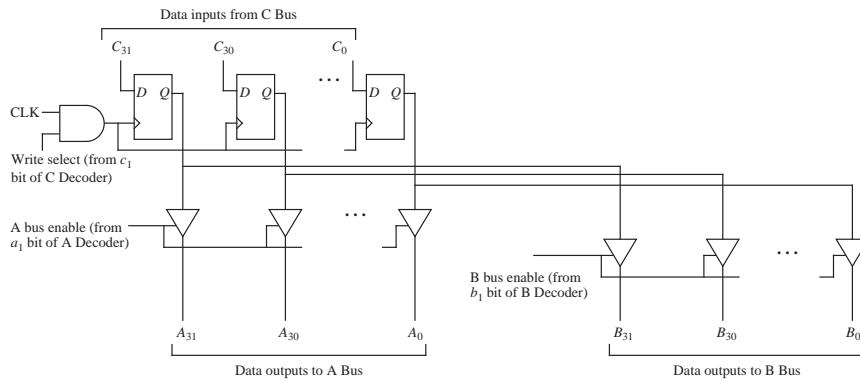 Data inputs from C Bus
C31 C30 C0
...
D Q D Q D Q
CLK
Write select (from c1
bit of C Decoder)
A bus enable (from
a1 bit of A Decoder)
...
B bus enable (from
b1 bit of B Decoder)
...
A31 A30 A0 B31 B30 B0
Data outputs to A Bus Data outputs to B Bus